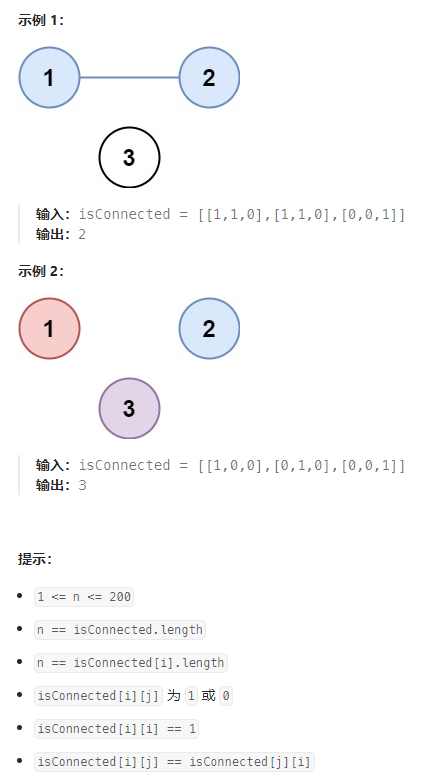 示例 1：
1
2
3
输入：isConnected = [[1,1,0],[1,1,0],[0,0,1]]
输出：2
示例 2：
1
2
3
输入：isConnected = [[1,0,0],[0,1,0],[0,0,1]]
输出：3
提示：
1 <= n <= 200
n == isConnected.length
n == isConnected[i].length
isConnected[i][j] 为 1 或 0
isConnected[i][i] == 1
isConnected[i][j] == isConnected[j][i]